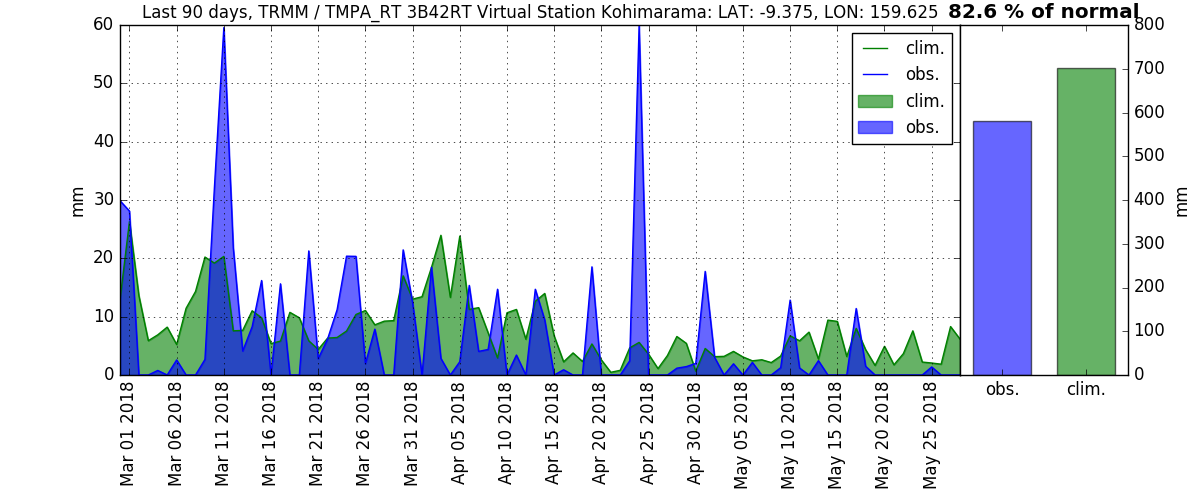 Last 90 days, TRMM / TMPA_RT 3B42RT Virtual Station Kohimarama: LAT: -9.375, LON: 159.625
82.6 % of normal
60
50
40
30
20
10
0
mm
clim.
obs.
clim.
obs.
Mar 01 2018
Mar 06 2018
Mar 11 2018
Mar 16 2018
Mar 21 2018
Mar 26 2018
Mar 31 2018
Apr 05 2018
Apr 10 2018
Apr 15 2018
Apr 20 2018
Apr 25 2018
Apr 30 2018
May 05 2018
May 10 2018
May 15 2018
May 20 2018
May 25 2018
800
700
600
500
400
300
200
100
0
mm
obs.
clim.